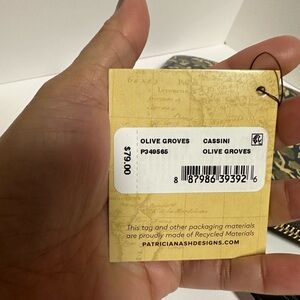 OLIVE GROVES CASSINI
P349565 OLIVE GROVES
$79.00
8 87986 39392 6
This tag and other packaging materials
are proudly made of Recycled Materials
PATRICIANASHDESIGNS.COM